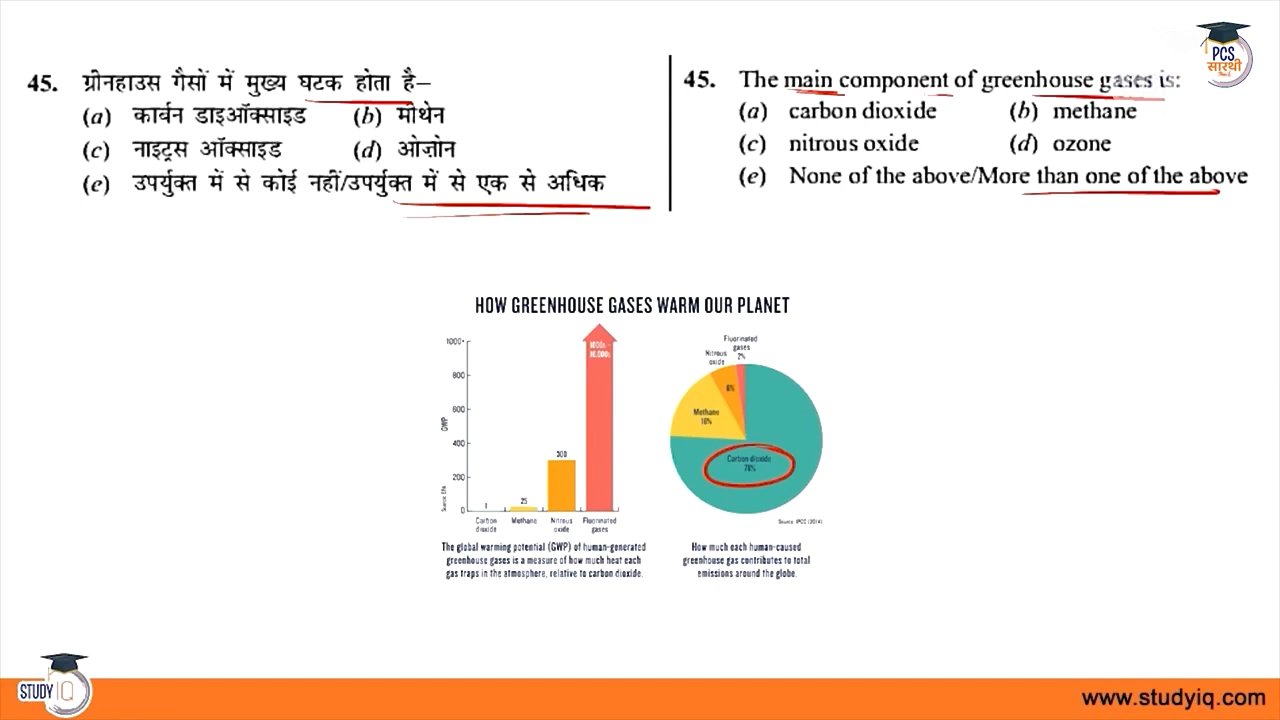 PCS
सारथी
45. ग्रीनहाउस गैसों में मुख्य घटक होता है–
(a) कार्बन डाइऑक्साइड (b) मीथेन
(c) नाइट्रस ऑक्साइड (d) ओज़ोन
(e) उपर्युक्त में से कोई नहीं/उपर्युक्त में से एक से अधिक
45. The main component of greenhouse gases is:
(a) carbon dioxide (b) methane
(c) nitrous oxide (d) ozone
(e) None of the above/More than one of the above
HOW GREENHOUSE GASES WARM OUR PLANET
1000+
800
600
400
200
0
GWP
Source: EPA
1
25
300
1000s –
10,000s
Carbon
dioxide
Methane
Nitrous
oxide
Fluorinated
gases
The global warming potential (GWP) of human-generated
greenhouse gases is a measure of how much heat each
gas traps in the atmosphere, relative to carbon dioxide.
Fluorinated
gases
2%
Nitrous
oxide
6%
Methane
16%
Carbon dioxide
76%
Source: IPCC (2014)
How much each human-caused
greenhouse gas contributes to total
emissions around the globe.
STUDY IQ
www.studyiq.com